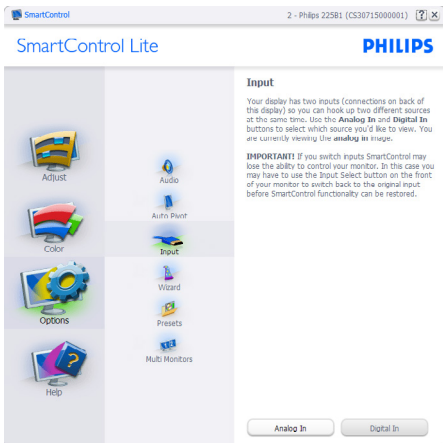 SmartControl
2 - Philips 225B1 (CS30715000001)
SmartControl Lite
PHILIPS
Adjust
Color
Options
Help
Audio
Auto Pivot
Input
Wizard
Presets
Multi Monitors
Input
Your display has two inputs (connections on back of
this display) so you can hook up two different sources
at the same time. Use the Analog In and Digital In
buttons to select which source you'd like to view. You
are currently viewing the analog in image.
IMPORTANT! If you switch inputs SmartControl may
lose the ability to control your monitor. In this case you
may have to use the Input Select button on the front
of your monitor to switch back to the original input
before SmartControl functionality can be restored.
Analog In
Digital In